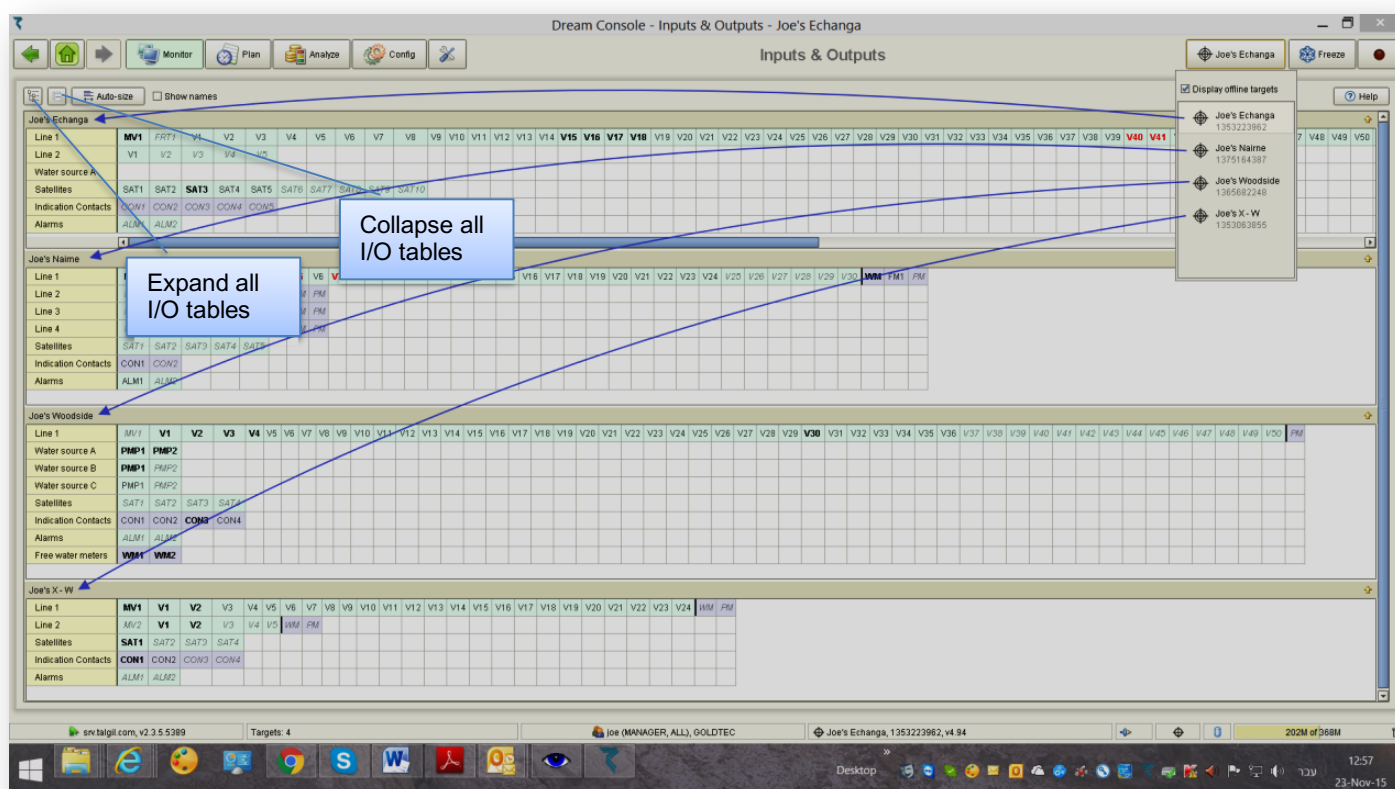 Dream Console - Inputs & Outputs - Joe's Echanga
Monitor Plan Analyze Config Inputs & Outputs Joe's Echanga Freeze
Display offline targets
Auto-size Show names Help
Joe's Echanga
1353223962
Joe's Nairne
1375164387
Joe's Woodside
1365682248
Joe's X - W
1353063855
Joe's Echanga
Line 1 MV1 FRT1 V1 V2 V3 V4 V5 V6 V7 V8 V9 V10 V11 V12 V13 V14 V15 V16 V17 V18 V19 V20 V21 V22 V23 V24 V25 V26 V27 V28 V29 V30 V31 V32 V33 V34 V35 V36 V37 V38 V39 V40 V41 V48 V49 V50
Line 2 V1 V2 V3 V4 V5
Water source A
Satellites SAT1 SAT2 SAT3 SAT4 SAT5 SAT6 SAT7 SAT8 SAT9 SAT10
Indication Contacts CON1 CON2 CON3 CON4 CON5
Alarms ALM1 ALM2
Collapse all
I/O tables
Joe's Nairne
Line 1 V6 V16 V17 V18 V19 V20 V21 V22 V23 V24 V25 V26 V27 V28 V29 V30 WM FM1 PM
Line 2 PM
Line 3 PM
Line 4 PM
Satellites SAT1 SAT2 SAT3 SAT4 SAT5
Indication Contacts CON1 CON2
Alarms ALM1 ALM2
Expand all
I/O tables
Joe's Woodside
Line 1 MV1 V1 V2 V3 V4 V5 V6 V7 V8 V9 V10 V11 V12 V13 V14 V15 V16 V17 V18 V19 V20 V21 V22 V23 V24 V25 V26 V27 V28 V29 V30 V31 V32 V33 V34 V35 V36 V37 V38 V39 V40 V41 V42 V43 V44 V45 V46 V47 V48 V49 V50 PM
Water source A PMP1 PMP2
Water source B PMP1 PMP2
Water source C PMP1 PMP2
Satellites SAT1 SAT2 SAT3 SAT4
Indication Contacts CON1 CON2 CON3 CON4
Alarms ALM1 ALM2
Free water meters WM1 WM2
Joe's X - W
Line 1 MV1 V1 V2 V3 V4 V5 V6 V7 V8 V9 V10 V11 V12 V13 V14 V15 V16 V17 V18 V19 V20 V21 V22 V23 V24 WM PM
Line 2 MV2 V1 V2 V3 V4 V5 WM PM
Satellites SAT1 SAT2 SAT3 SAT4
Indication Contacts CON1 CON2 CON3 CON4
Alarms ALM1 ALM2
srv.talgil.com, v2.3.5.5389 Targets: 4 joe (MANAGER, ALL), GOLDTEC Joe's Echanga, 1353223962, v4.94 202M of 368M
Desktop » עבר 12:57
23-Nov-15